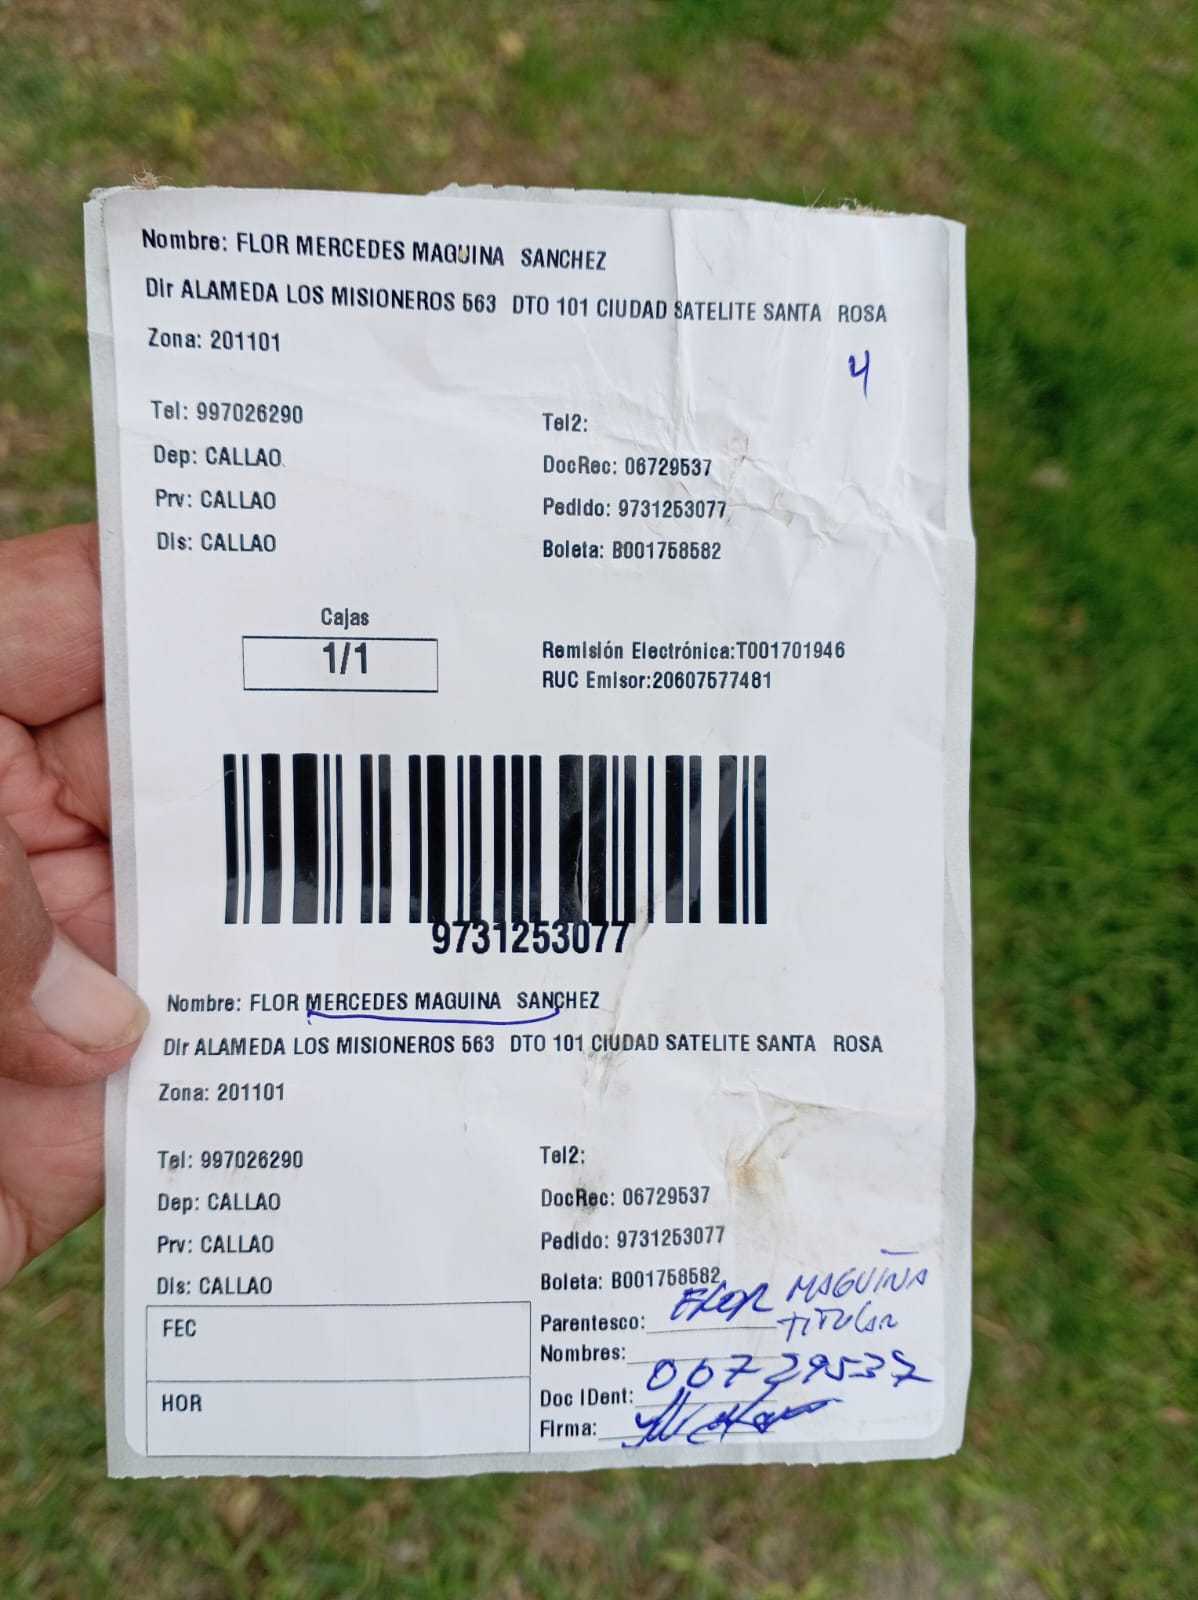 Nombre: FLOR MERCEDES MAQUINA SANCHEZ
Dir ALAMEDA LOS MISIONEROS 563 DTO 101 CIUDAD SATELITE SANTA ROSA
Zona: 201101
4
Tel: 997026290
Tel2:
Dep: CALLAO
DocRec: 06729537
Prv: CALLAO
Pedido: 9731253077
Dis: CALLAO
Boleta: B001758582
Cajas
1/1
Remisión Electrónica:T001701946
RUC Emisor:20607577481
9731253077
Nombre: FLOR MERCEDES MAGUINA SANCHEZ
Dir ALAMEDA LOS MISIONEROS 563 DTO 101 CIUDAD SATELITE SANTA ROSA
Zona: 201101
Tel: 997026290
Tel2:
Dep: CALLAO
DocRec: 06729537
Prv: CALLAO
Pedido: 9731253077
Dis: CALLAO
Boleta: B001758582
FEC
HOR
Parentesco: FLOR MAGUIÑA
TITULAR
Nombres:
Doc IDent: 06729537
Firma: